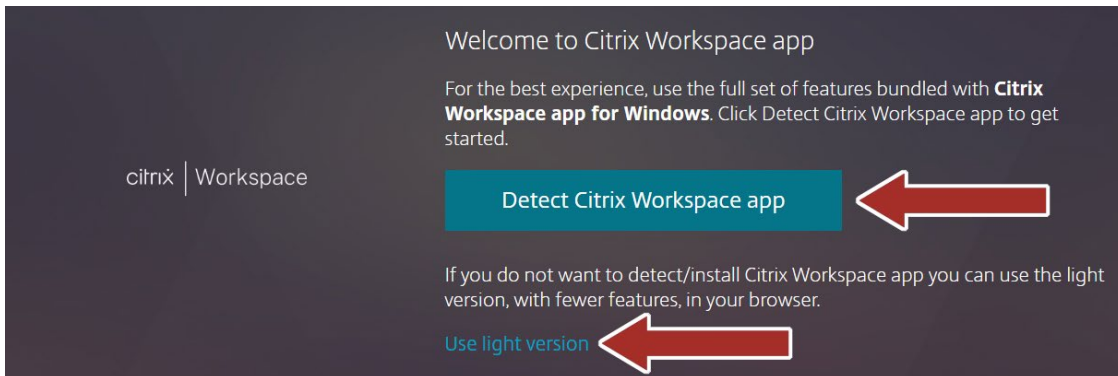 Welcome to Citrix Workspace app
For the best experience, use the full set of features bundled with Citrix
Workspace app for Windows. Click Detect Citrix Workspace app to get
started.
citrix | Workspace
Detect Citrix Workspace app
If you do not want to detect/install Citrix Workspace app you can use the light
version, with fewer features, in your browser.
Use light version